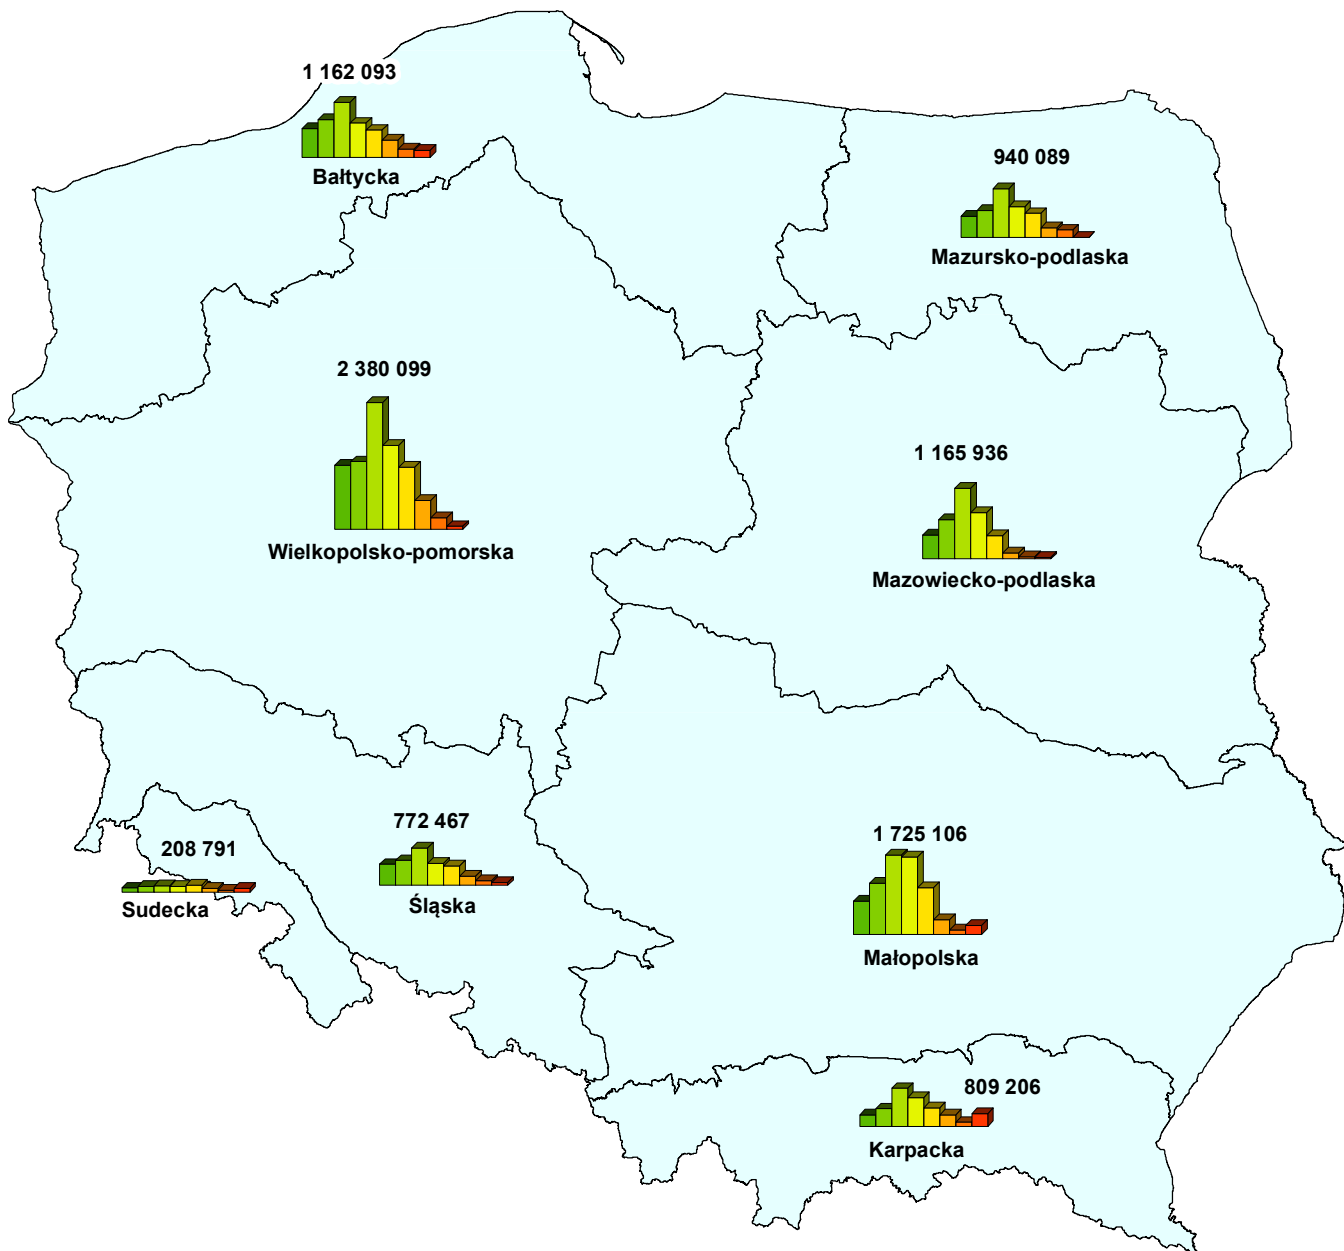 1 162 093
Bałtycka
940 089
Mazursko-podlaska
2 380 099
Wielkopolsko-pomorska
1 165 936
Mazowiecko-podlaska
772 467
Śląska
208 791
Sudecka
1 725 106
Małopolska
809 206
Karpacka